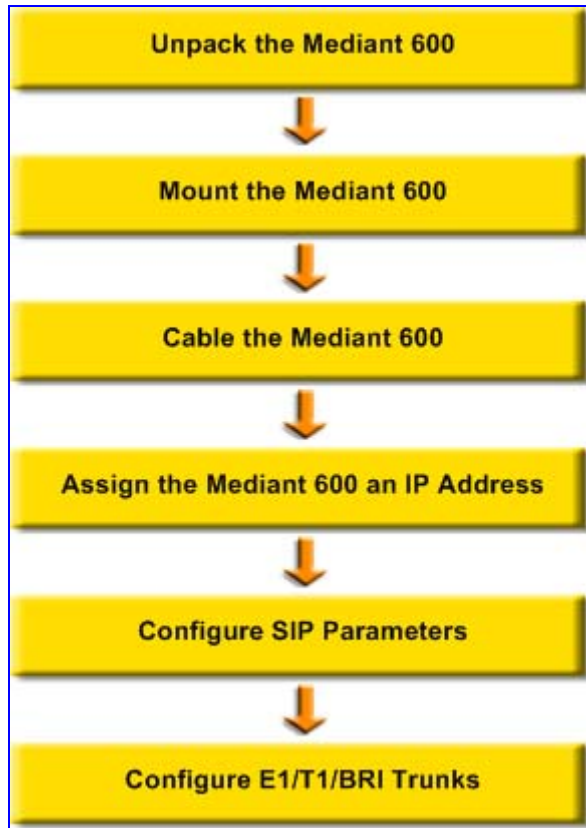 Unpack the Mediant 600
Mount the Mediant 600
Cable the Mediant 600
Assign the Mediant 600 an IP Address
Configure SIP Parameters
Configure E1/T1/BRI Trunks